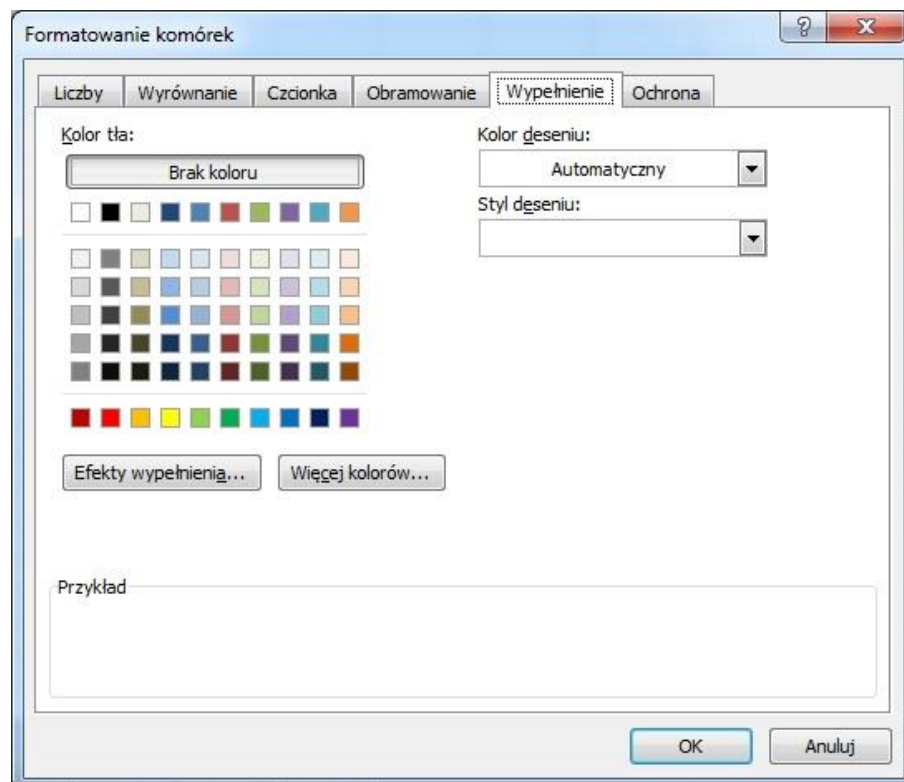 Formatowanie komórek
Liczby Wyrównanie Czcionka Obramowanie Wypełnienie Ochrona
Kolor tła:
Brak koloru
Kolor deseniu:
Automatyczny
Styl deseniu:
Efekty wypełnienia... Więcej kolorów...
Przykład
OK Anuluj